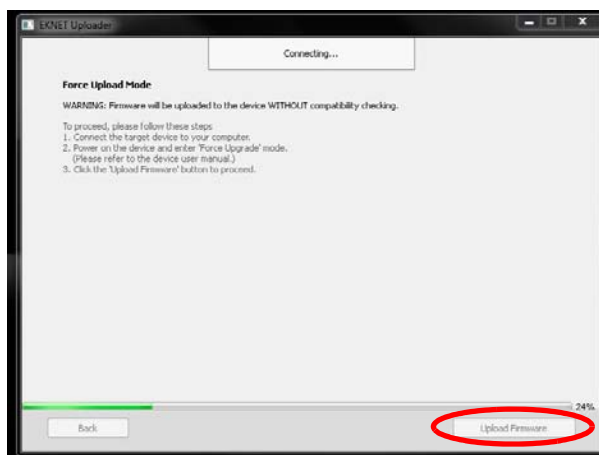 EKNET Uploader
Connecting...
Force Upload Mode
WARNING: Firmware will be uploaded to the device WITHOUT compatibility checking.
To proceed, please follow these steps
1. Connect the target device to your computer.
2. Power on the device and enter 'Force Upgrade' mode.
(Please refer to the device user manual.)
3. Click the 'Upload Firmware' button to proceed.
24%
Back
Upload Firmware